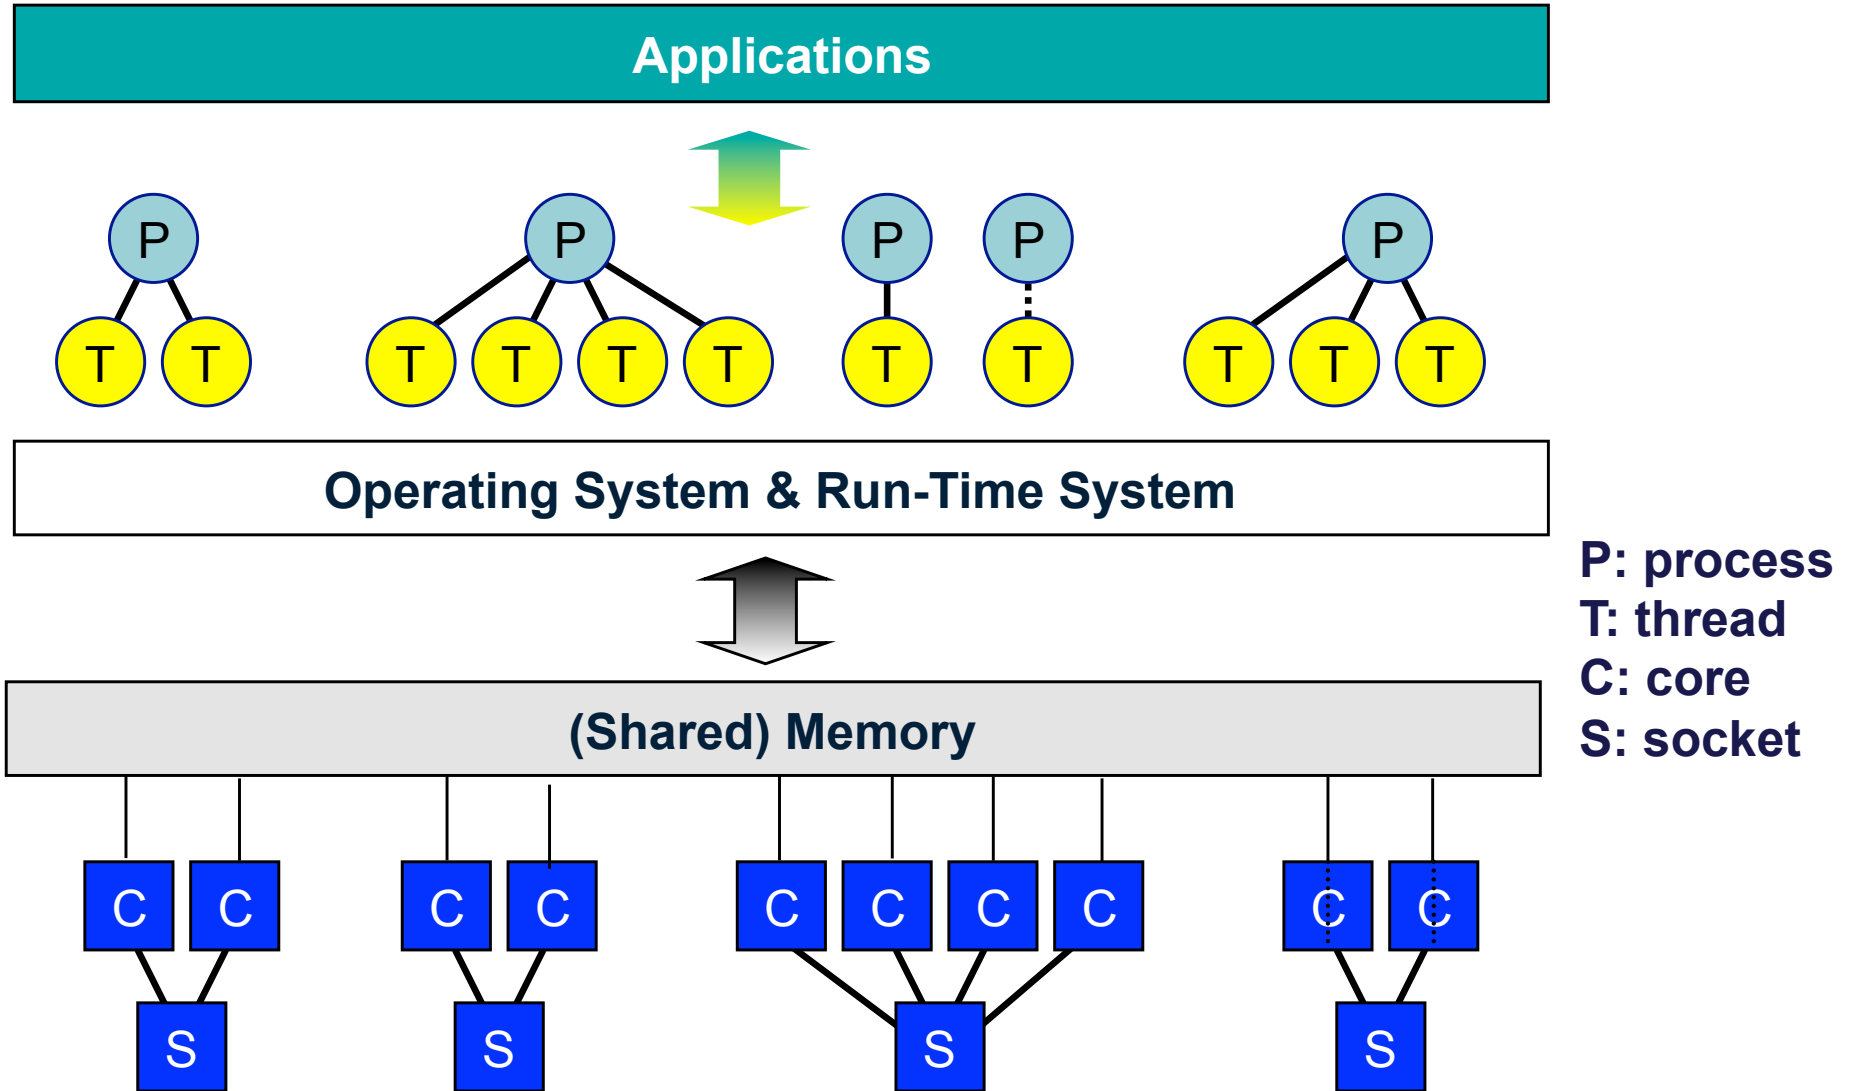 Applications
P P P P P
T T T T T T T T T T T
Operating System & Run-Time System
P: process
T: thread
C: core
S: socket
(Shared) Memory
C C C C C C C C C C
S S S S